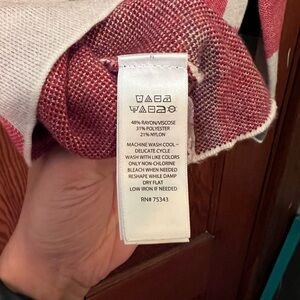 48% RAYON/VISCOSE
31% POLYESTER
21% NYLON
MACHINE WASH COOL –
DELICATE CYCLE
WASH WITH LIKE COLORS
ONLY NON-CHLORINE
BLEACH WHEN NEEDED
RESHAPE WHILE DAMP
DRY FLAT
LOW IRON IF NEEDED
RN# 75343